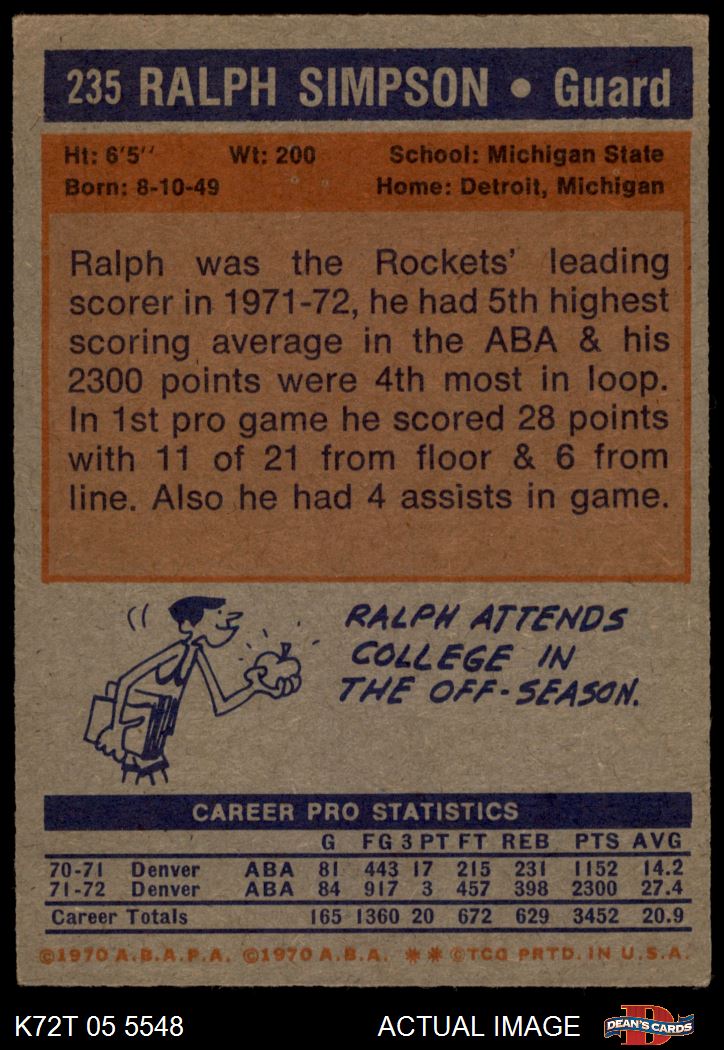 235 RALPH SIMPSON • Guard
Ht: 6'5'' Wt: 200 School: Michigan State
Born: 8-10-49 Home: Detroit, Michigan
Ralph was the Rockets' leading
scorer in 1971-72, he had 5th highest
scoring average in the ABA & his
2300 points were 4th most in loop.
In 1st pro game he scored 28 points
with 11 of 21 from floor & 6 from
line. Also he had 4 assists in game.
RALPH ATTENDS
COLLEGE IN
THE OFF-SEASON.
CAREER PRO STATISTICS
G FG 3 PT FT REB PTS AVG
70-71 Denver ABA 81 443 17 215 231 1152 14.2
71-72 Denver ABA 84 917 3 457 398 2300 27.4
Career Totals 165 1360 20 672 629 3452 20.9
©1970 A.B.A.P.A. ©1970 A.B.A. ** ©TCG PRTD. IN U.S.A.
K72T 05 5548 ACTUAL IMAGE D DEAN'S CARDS